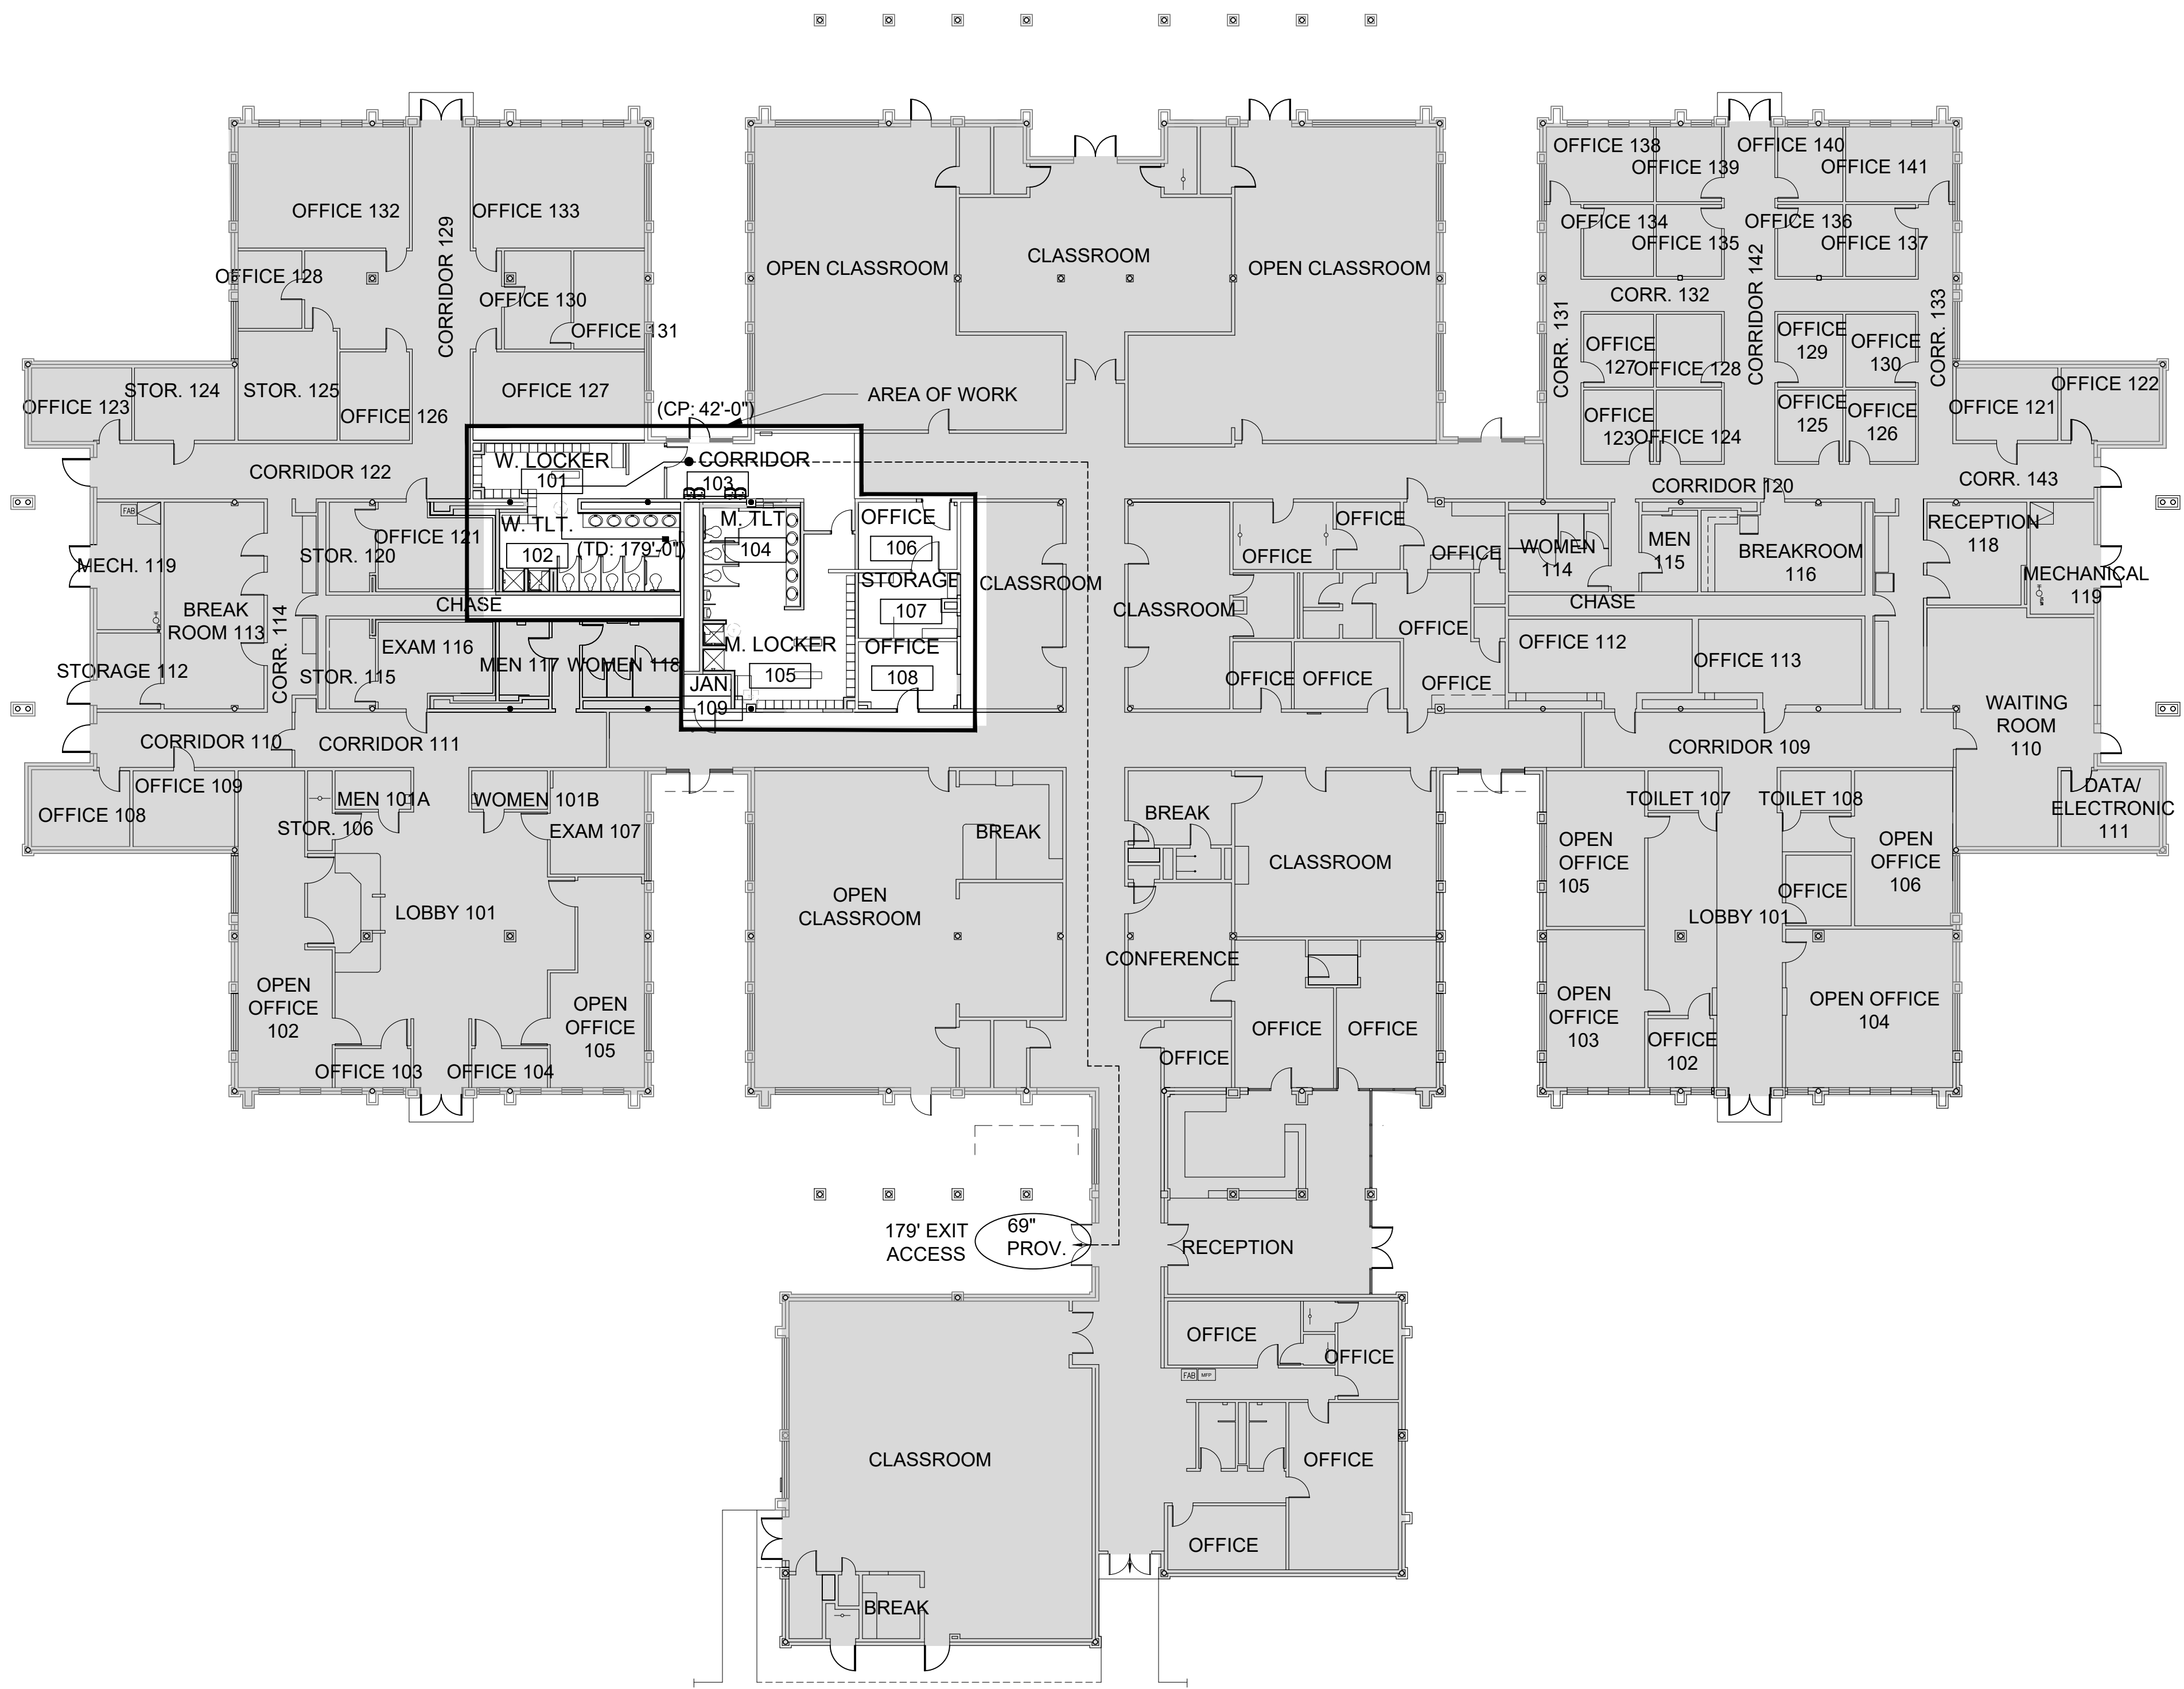 OFFICE 132
OFFICE 133
CORRIDOR 129
OFFICE 128
OFFICE 130
OFFICE 131
OFFICE 127
OFFICE 126
STOR. 125
STOR. 124
OFFICE 123
OPEN CLASSROOM
CLASSROOM
OPEN CLASSROOM
OFFICE 138
OFFICE 139
OFFICE 140
OFFICE 141
OFFICE 134
OFFICE 135
OFFICE 136
OFFICE 137
CORR. 132
CORR. 131
CORRIDOR 142
CORR. 133
OFFICE
127
OFFICE 128
OFFICE
129
OFFICE
130
OFFICE
123
OFFICE 124
OFFICE
125
OFFICE
126
OFFICE 121
OFFICE 122
AREA OF WORK
(CP: 42'-0")
CORRIDOR 122
W. LOCKER
101
CORRIDOR
103
W. TLT.
102
(TD: 179'-0")
M. TLT.
104
OFFICE
106
STORAGE
107
M. LOCKER
105
OFFICE
108
JAN
109
CORRIDOR 120
CORR. 143
FAB
MECH. 119
BREAK
ROOM 113
STOR. 120
OFFICE 121
CHASE
CORR. 114
STORAGE 112
STOR. 115
EXAM 116
MEN 117
WOMEN 118
CLASSROOM
CLASSROOM
OFFICE
OFFICE
OFFICE
OFFICE
OFFICE
OFFICE
OFFICE
WOMEN
114
MEN
115
BREAKROOM
116
RECEPTION
118
MECHANICAL
119
CHASE
OFFICE 112
OFFICE 113
WAITING
ROOM
110
CORRIDOR 110
CORRIDOR 111
CORRIDOR 109
OFFICE 108
OFFICE 109
MEN 101A
WOMEN 101B
STOR. 106
EXAM 107
LOBBY 101
OPEN
OFFICE
102
OPEN
OFFICE
105
OFFICE 103
OFFICE 104
OPEN
CLASSROOM
BREAK
BREAK
CLASSROOM
CONFERENCE
OFFICE
OFFICE
OFFICE
TOILET 107
TOILET 108
DATA/
ELECTRONIC
111
OPEN
OFFICE
105
OPEN
OFFICE
106
OFFICE
LOBBY 101
OPEN
OFFICE
103
OFFICE
102
OPEN OFFICE
104
179' EXIT
ACCESS
69"
PROV.
RECEPTION
OFFICE
OFFICE
FAB
MFP
CLASSROOM
OFFICE
OFFICE
BREAK